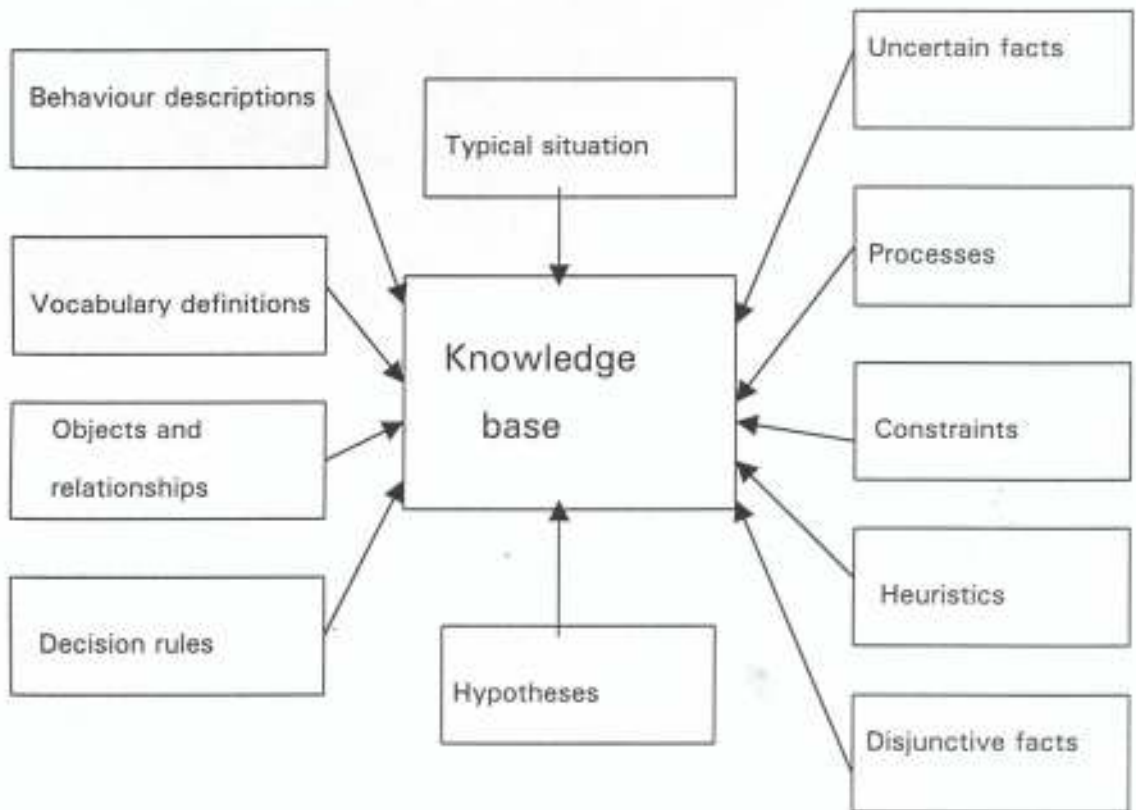 Behaviour descriptions
Vocabulary definitions
Objects and
relationships
Decision rules
Typical situation
Knowledge
base
Hypotheses
Uncertain facts
Processes
Constraints
Heuristics
Disjunctive facts